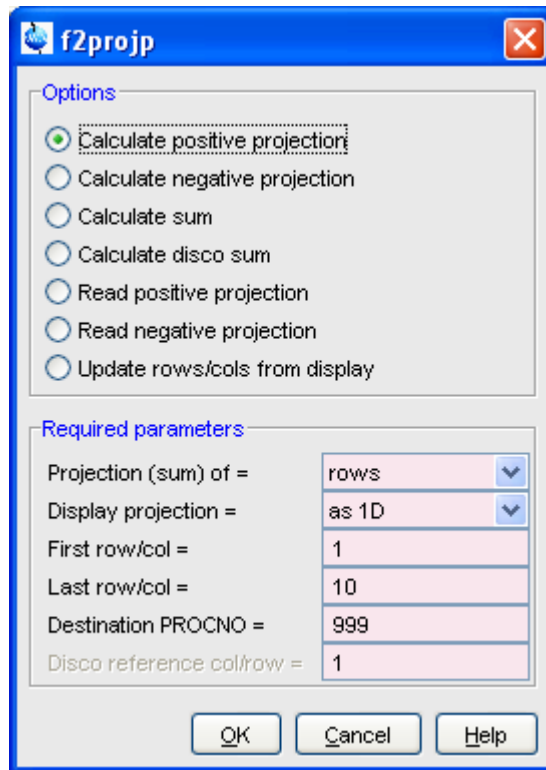 f2projp
Options
Calculate positive projection
Calculate negative projection
Calculate sum
Calculate disco sum
Read positive projection
Read negative projection
Update rows/cols from display
Required parameters
Projection (sum) of = rows
Display projection = as 1D
First row/col = 1
Last row/col = 10
Destination PROCNO = 999
Disco reference col/row = 1
OK Cancel Help